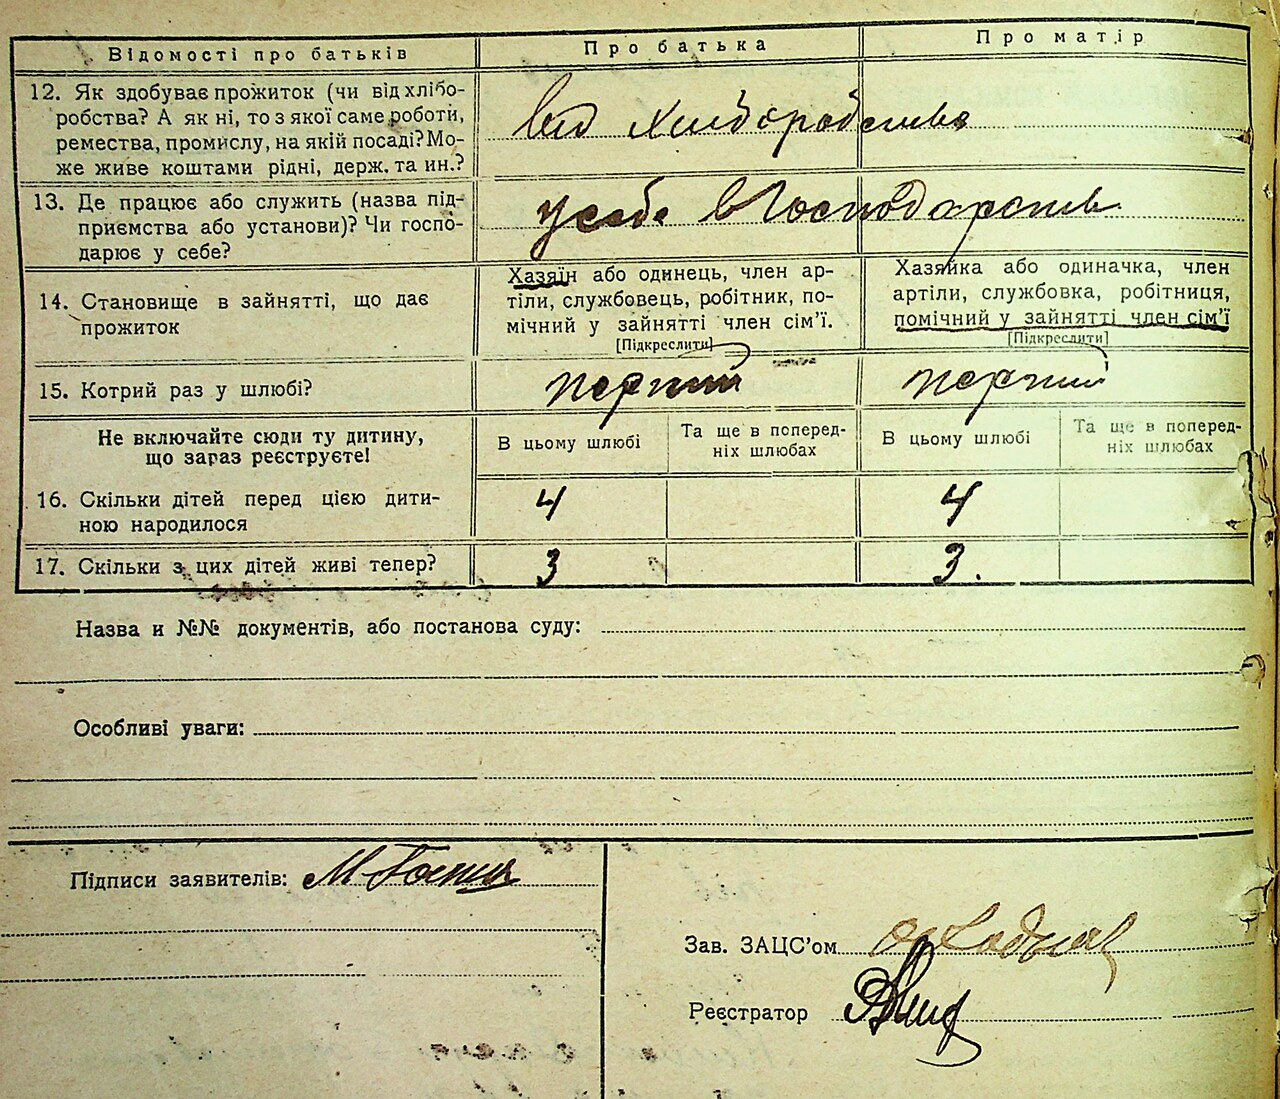 Відомості про батьків
Про батька
Про матір
12. Як здобуває прожиток (чи від хлібо-
робства? А як ні, то з якої саме роботи,
ремества, промислу, на якій посаді? Мо-
же живе коштами рідні, держ. та ин.?
від Хліборобства
13. Де працює або служить (назва під-
приємства або установи)? Чи госпо-
дарює у себе?
у себе в Господарстві
14. Становище в зайнятті, що дає
прожиток
Хазяїн або одинець, член ар-
тіли, службовець, робітник, по-
мічний у зайнятті член сім'ї.
[Підкреслити]
Хазяйка або одиначка, член
артіли, службовка, робітниця,
помічний у зайнятті член сім'ї
[Підкреслити]
15. Котрий раз у шлюбі?
перший
перший
Не включайте сюди ту дитину,
що зараз реєструєте!
В цьому шлюбі
Та ще в поперед-
ніх шлюбах
В цьому шлюбі
Та ще в поперед-
ніх шлюбах
16. Скільки дітей перед цією дити-
ною народилося
4
4
17. Скільки з цих дітей живі тепер?
3
3.
Назва и №№ документів, або постанова суду:
Особливі уваги:
Підписи заявителів:
Зав. ЗАЦС'ом
Реєстратор